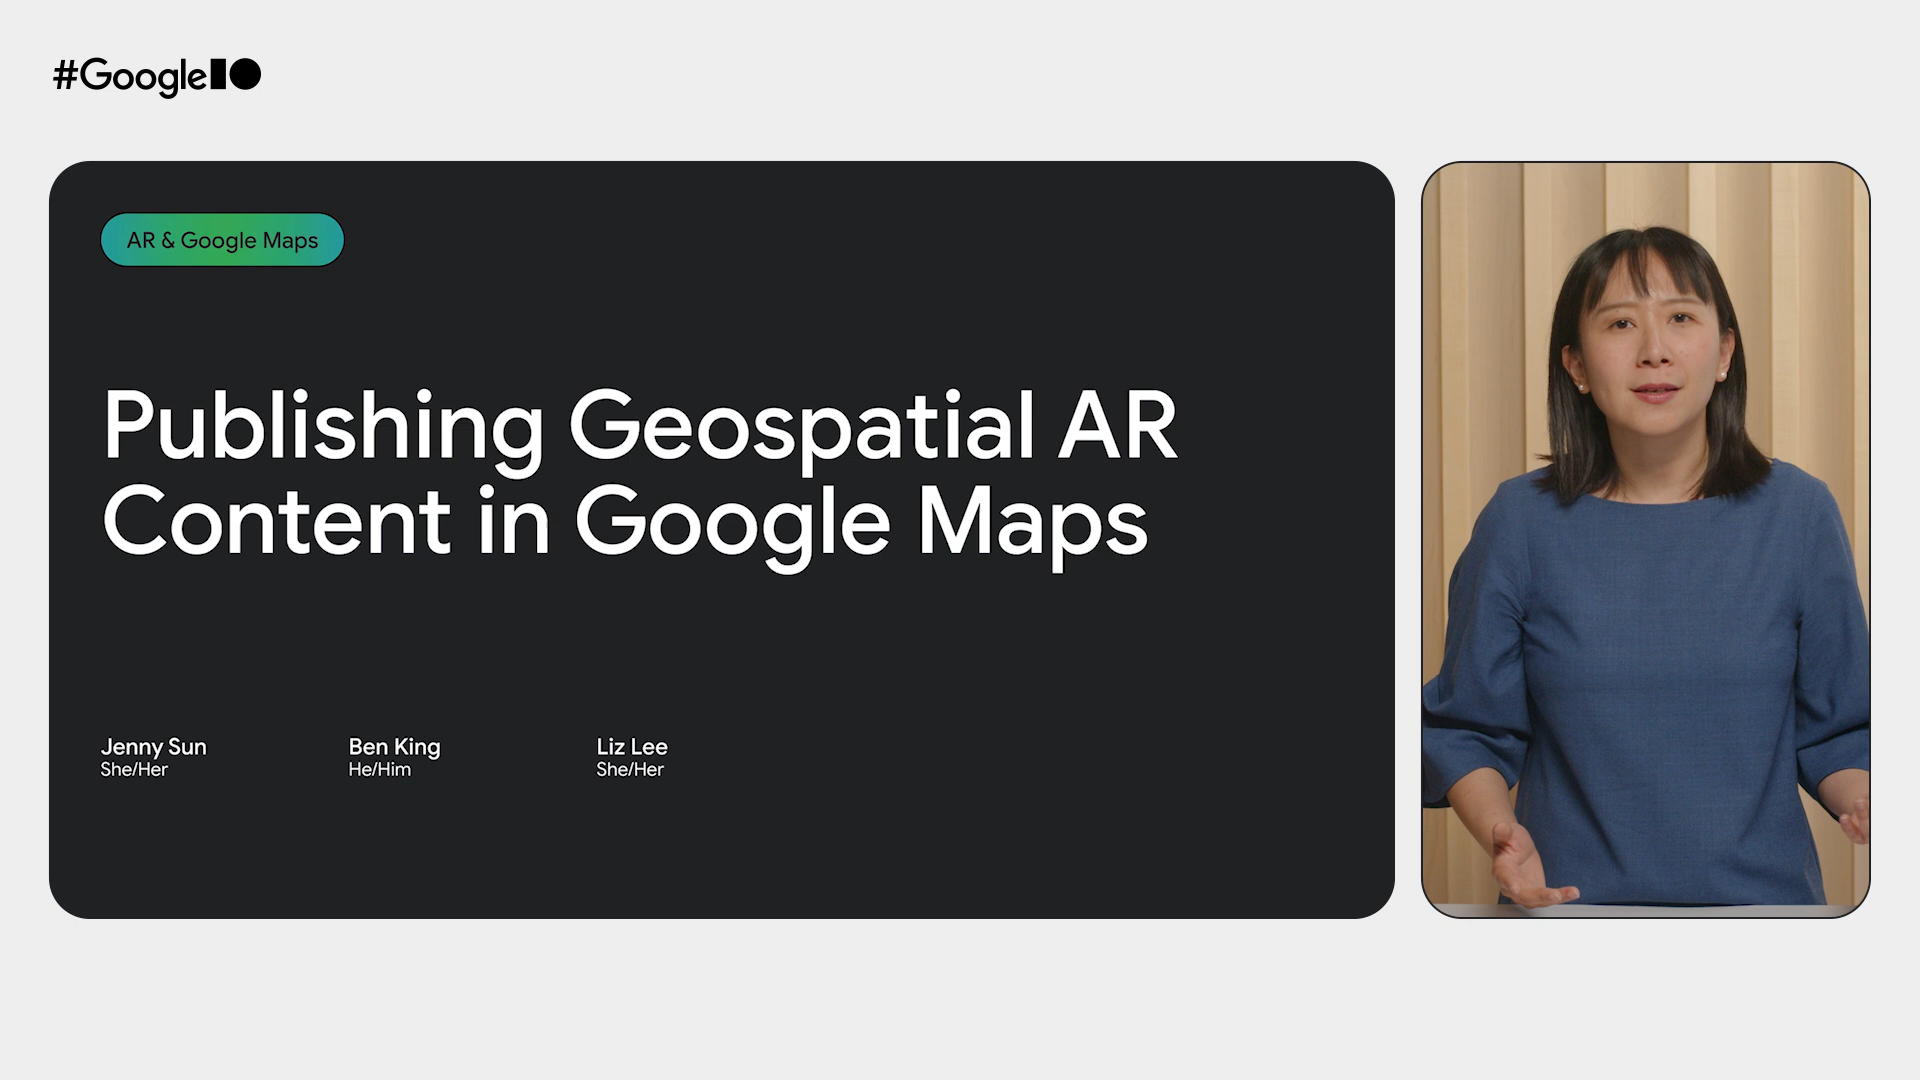 #GoogleIO
AR & Google Maps
Publishing Geospatial AR
Content in Google Maps
Jenny Sun
She/Her
Ben King
He/Him
Liz Lee
She/Her